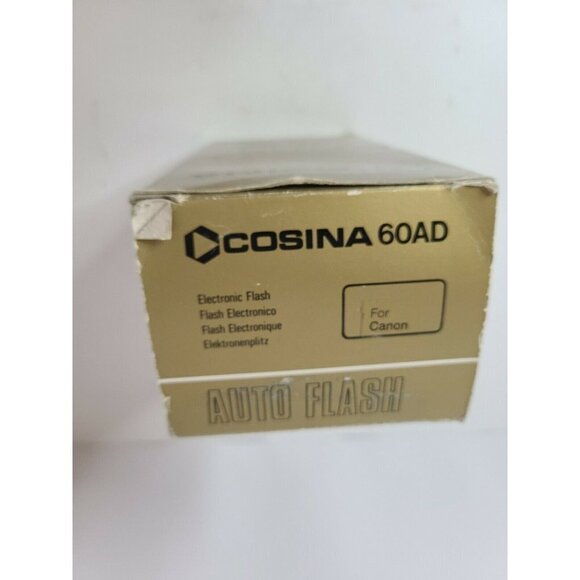 COSINA 60AD
Electronic Flash
Flash Electronico
Flash Electronique
Elektronenplitz
For
Canon
AUTO FLASH